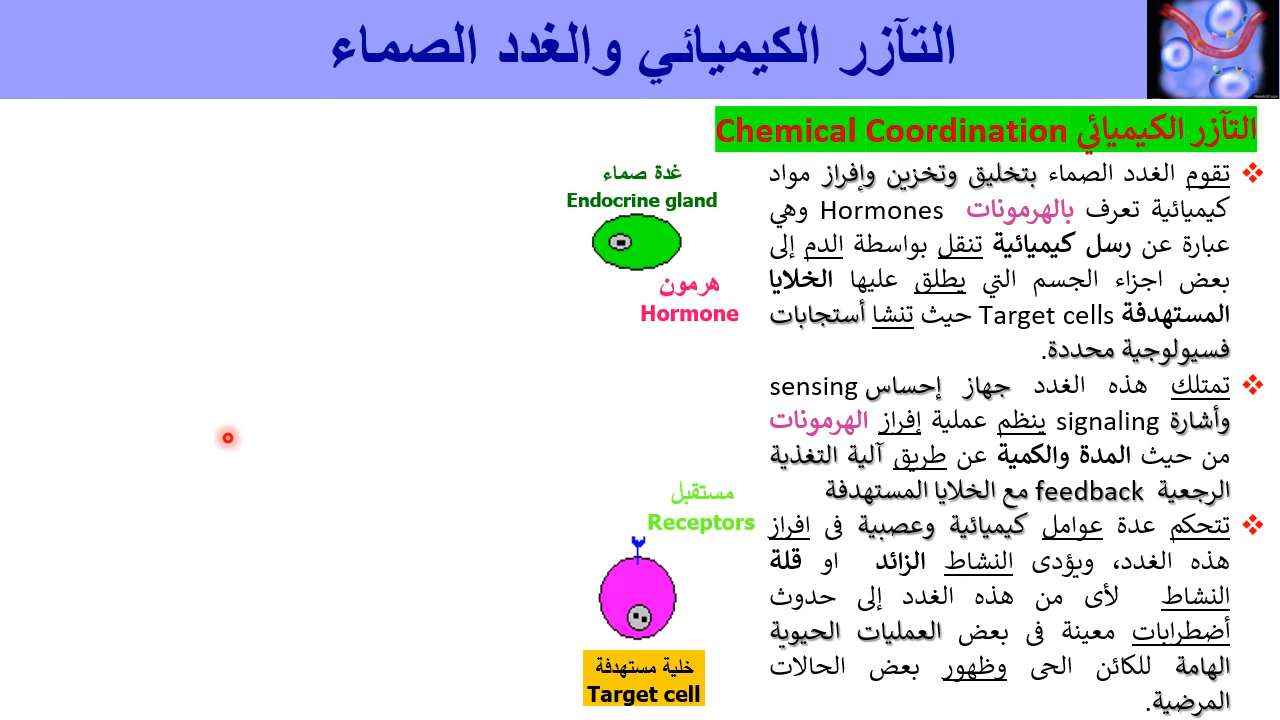 التآزر الكيميائي والغدد الصماء
التآزر الكيميائي Chemical Coordination
تقوم الغدد الصماء بتخليق وتخزين وإفراز مواد
كيميائية تعرف بالهرمونات Hormones وهي
عبارة عن رسل كيميائية تنقل بواسطة الدم إلى
بعض اجزاء الجسم التي يطلق عليها الخلايا
المستهدفة Target cells حيث تنشا أستجابات
فسيولوجية محددة.
تمتلك هذه الغدد جهاز إحساس sensing
وأشارة signaling ينظم عملية إفراز الهرمونات
من حيث المدة والكمية عن طريق آلية التغذية
الرجعية feedback مع الخلايا المستهدفة
تتحكم عدة عوامل كيميائية وعصبية فى افراز
هذه الغدد، ويؤدى النشاط الزائد او قلة
النشاط لأى من هذه الغدد إلى حدوث
أضطرابات معينة فى بعض العمليات الحيوية
الهامة للكائن الحى وظهور بعض الحالات
المرضية.
غدة صماء
Endocrine gland
هرمون
Hormone
مستقبل
Receptors
خلية مستهدفة
Target cell